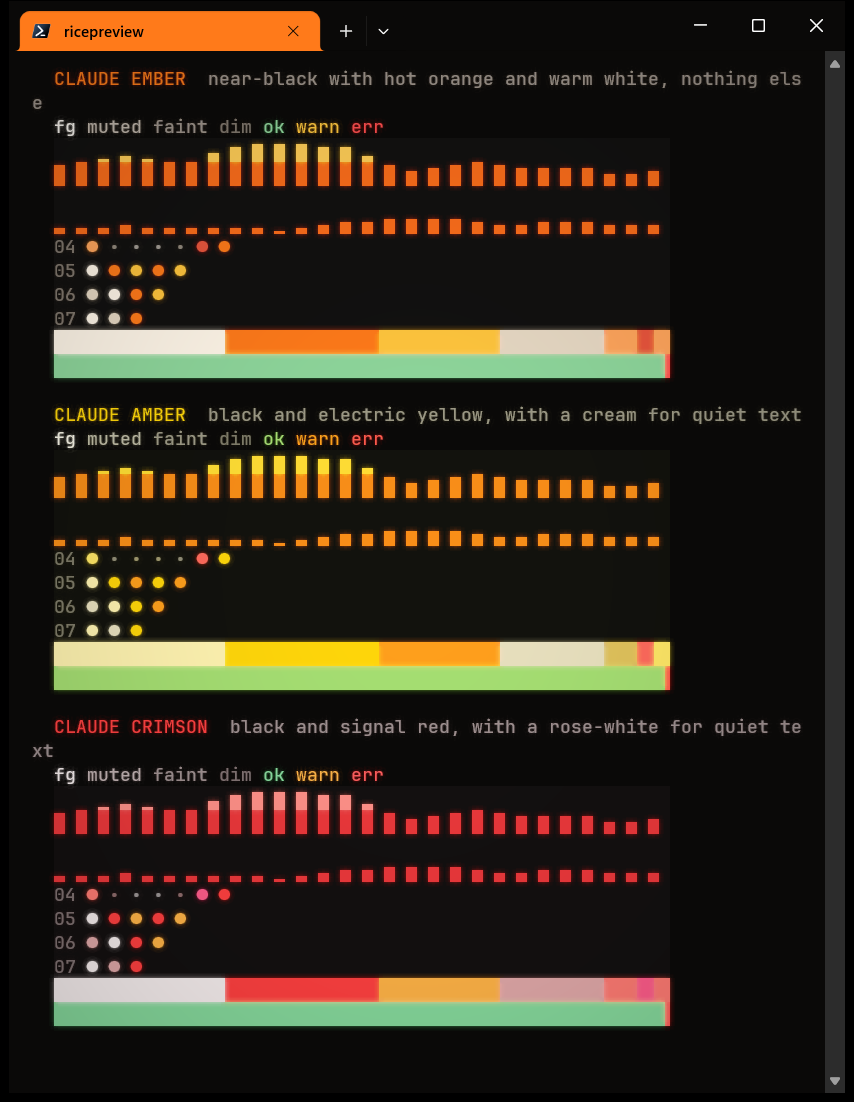 ricepreview
CLAUDE EMBER  near-black with hot orange and warm white, nothing els
e
fg muted faint dim ok warn err
04
05
06
07
CLAUDE AMBER  black and electric yellow, with a cream for quiet text
fg muted faint dim ok warn err
04
05
06
07
CLAUDE CRIMSON  black and signal red, with a rose-white for quiet te
xt
fg muted faint dim ok warn err
04
05
06
07